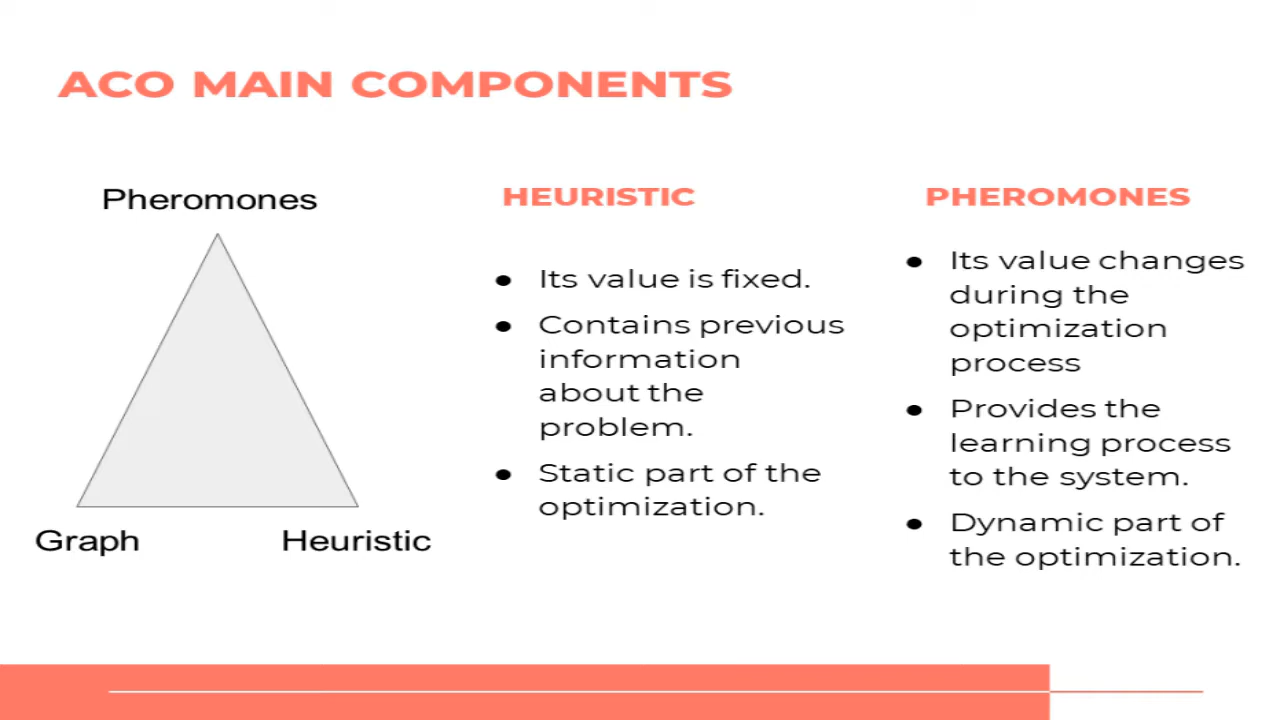 ACO MAIN COMPONENTS
Pheromones
Graph
Heuristic
HEURISTIC
● Its value is fixed.
● Contains previous
information
about the
problem.
● Static part of the
optimization.
PHEROMONES
● Its value changes
during the
optimization
process
● Provides the
learning process
to the system.
● Dynamic part of
the optimization.